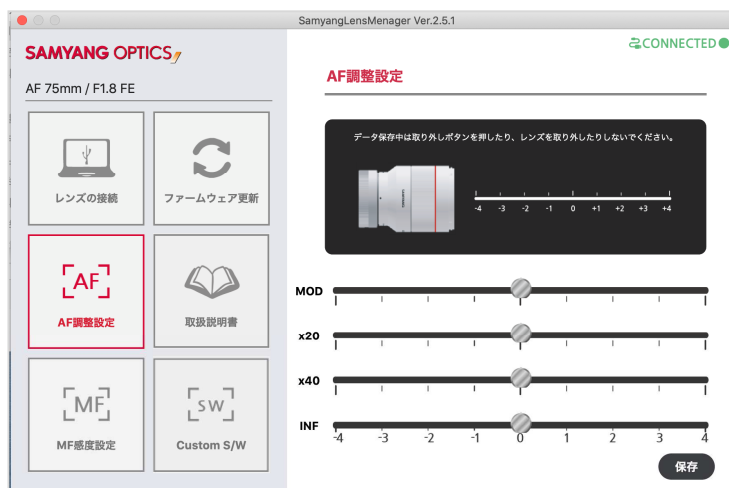 SamyangLensMenager Ver.2.5.1
SAMYANG OPTICS
AF 75mm / F1.8 FE
レンズの接続
ファームウェア更新
AF
AF調整設定
取扱説明書
MF
MF感度設定
SW
Custom S/W
CONNECTED
AF調整設定
データ保存中は取り外しボタンを押したり、レンズを取り外したりしないでください。
-4 -3 -2 -1 0 +1 +2 +3 +4
MOD
x20
x40
INF
-4 -3 -2 -1 0 1 2 3 4
保存